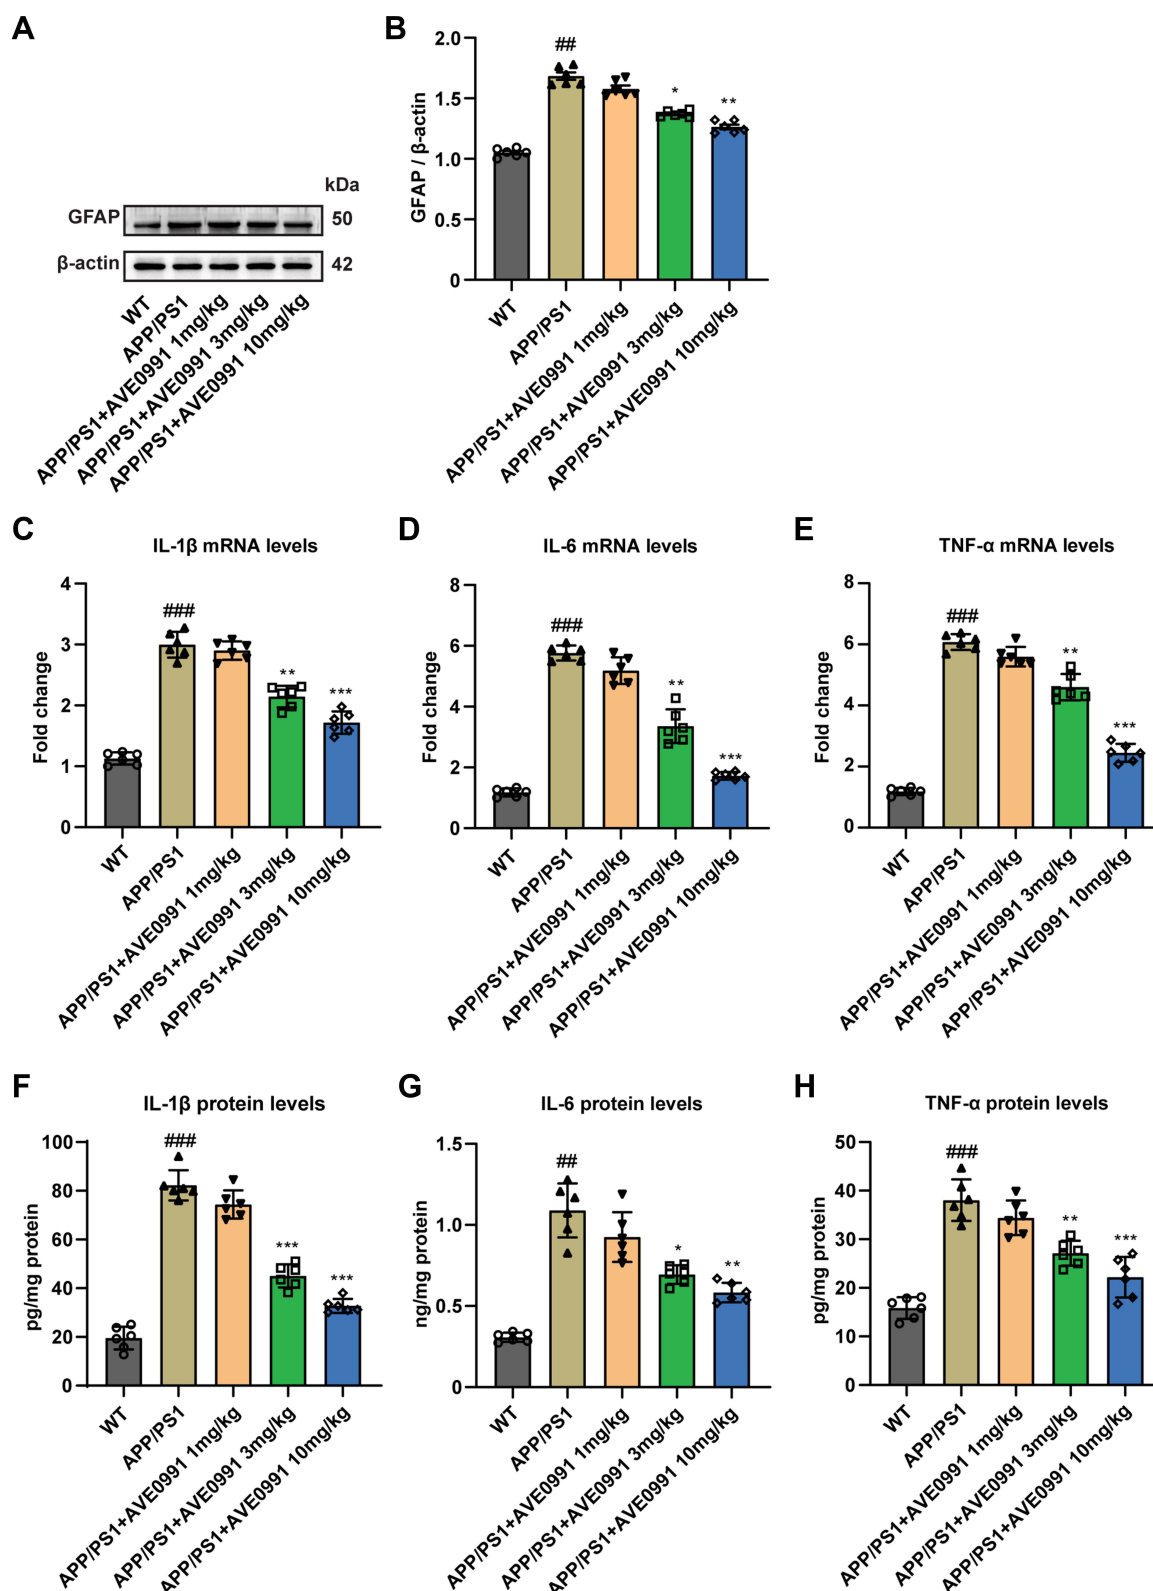 A
kDa
GFAP
50
β-actin
42
WT
APP/PS1
APP/PS1+AVE0991 1mg/kg
APP/PS1+AVE0991 3mg/kg
APP/PS1+AVE0991 10mg/kg
B
GFAP / β-actin
2.0
1.5
1.0
0.5
0
##
*
**
WT
APP/PS1
APP/PS1+AVE0991 1mg/kg
APP/PS1+AVE0991 3mg/kg
APP/PS1+AVE0991 10mg/kg
C
IL-1β mRNA levels
Fold change
4
3
2
1
0
###
**
***
WT
APP/PS1
APP/PS1+AVE0991 1mg/kg
APP/PS1+AVE0991 3mg/kg
APP/PS1+AVE0991 10mg/kg
D
IL-6 mRNA levels
Fold change
8
6
4
2
0
###
**
***
WT
APP/PS1
APP/PS1+AVE0991 1mg/kg
APP/PS1+AVE0991 3mg/kg
APP/PS1+AVE0991 10mg/kg
E
TNF-α mRNA levels
Fold change
8
6
4
2
0
###
**
***
WT
APP/PS1
APP/PS1+AVE0991 1mg/kg
APP/PS1+AVE0991 3mg/kg
APP/PS1+AVE0991 10mg/kg
F
IL-1β protein levels
pg/mg protein
100
80
60
40
20
0
###
***
***
WT
APP/PS1
APP/PS1+AVE0991 1mg/kg
APP/PS1+AVE0991 3mg/kg
APP/PS1+AVE0991 10mg/kg
G
IL-6 protein levels
ng/mg protein
1.5
1.0
0.5
0
##
*
**
WT
APP/PS1
APP/PS1+AVE0991 1mg/kg
APP/PS1+AVE0991 3mg/kg
APP/PS1+AVE0991 10mg/kg
H
TNF-α protein levels
pg/mg protein
50
40
30
20
10
0
###
**
***
WT
APP/PS1
APP/PS1+AVE0991 1mg/kg
APP/PS1+AVE0991 3mg/kg
APP/PS1+AVE0991 10mg/kg